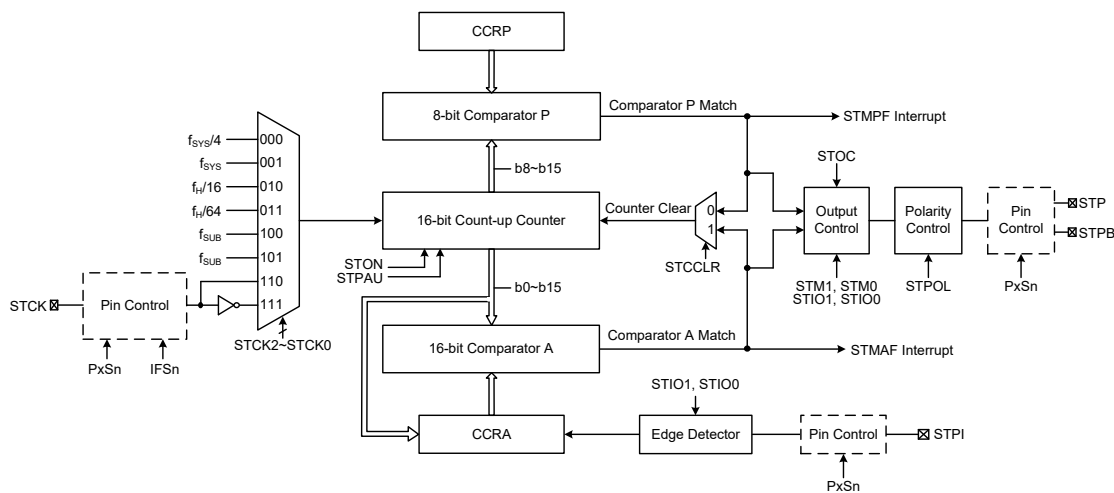 CCRP
8-bit Comparator P
Comparator P Match
STMPF Interrupt
b8~b15
fSYS/4
000
fSYS
001
fH/16
010
fH/64
011
fSUB
100
fSUB
101
110
111
STCK
Pin Control
PxSn
IFSn
STCK2~STCK0
16-bit Count-up Counter
Counter Clear
0
1
STCCLR
STON
STPAU
b0~b15
STOC
Output
Control
STM1, STM0
STIO1, STIO0
Polarity
Control
STPOL
Pin
Control
PxSn
STP
STPB
16-bit Comparator A
Comparator A Match
STMAF Interrupt
CCRA
STIO1, STIO0
Edge Detector
Pin Control
PxSn
STPI